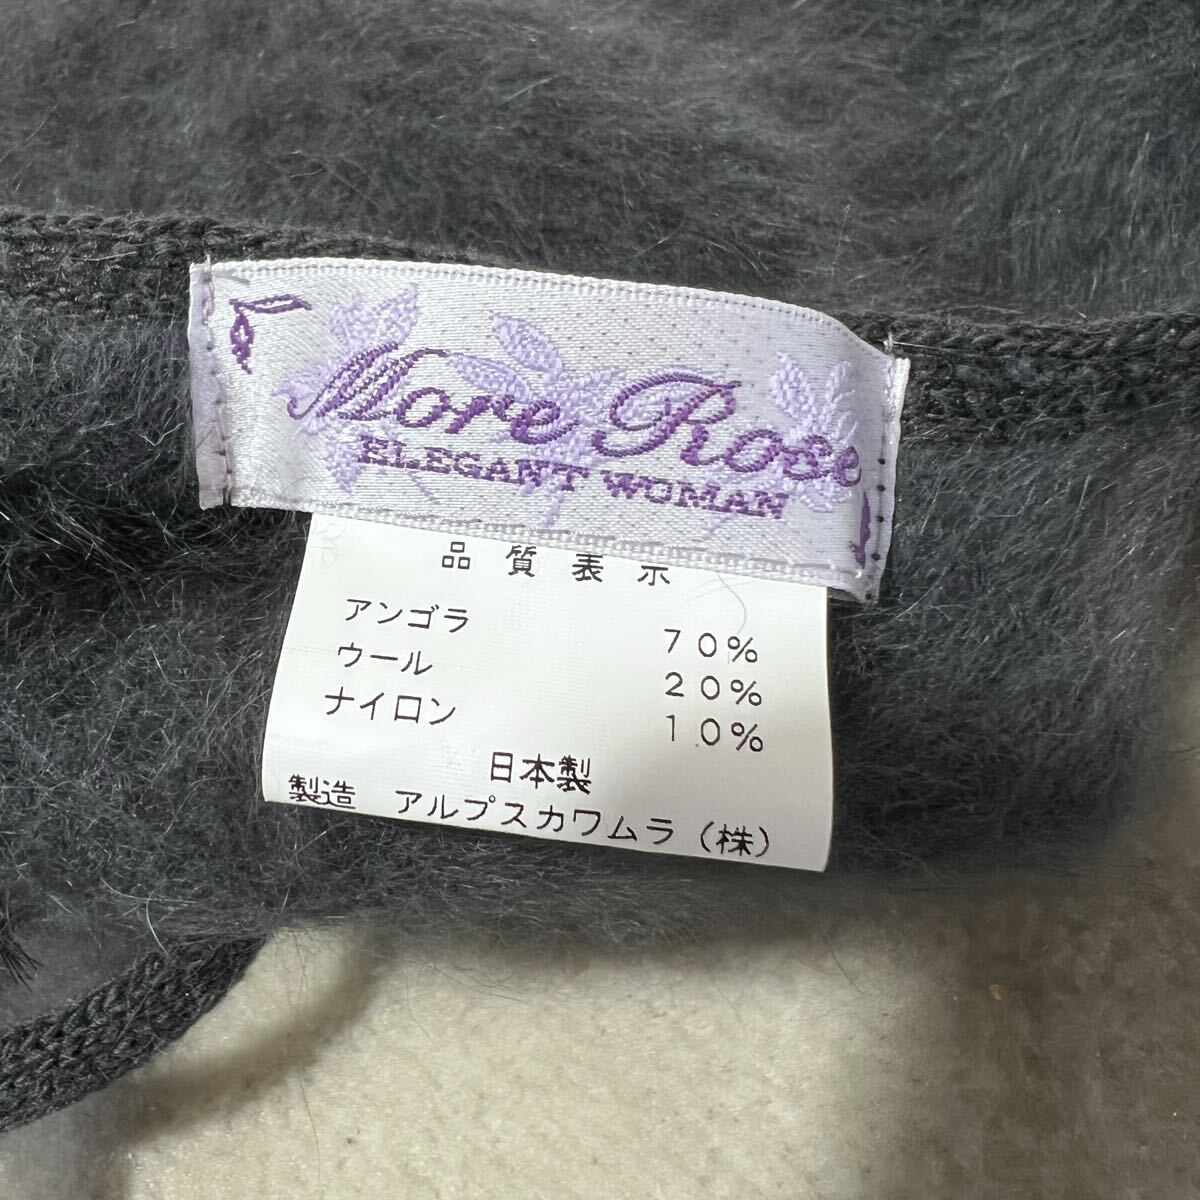 More Rose
ELEGANT WOMAN
品質表示
アンゴラ 70%
ウール 20%
ナイロン 10%
日本製
製造 アルプスカワムラ(株)